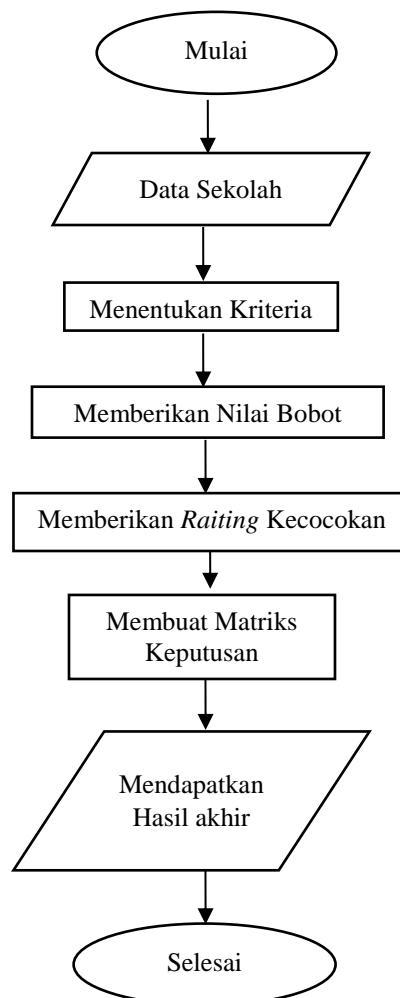 Mulai
Data Sekolah
Menentukan Kriteria
Memberikan Nilai Bobot
Memberikan Raiting Kecocokan
Membuat Matriks
Keputusan
Mendapatkan
Hasil akhir
Selesai